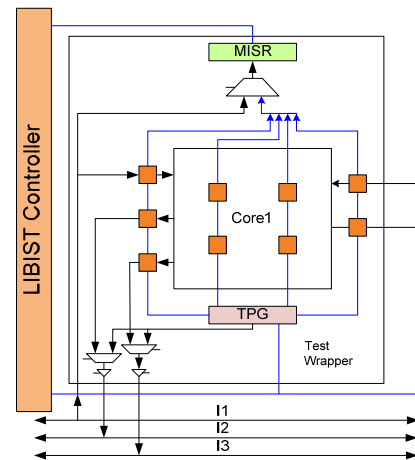 MISR
LIBIST Controller
Core1
TPG
Test
Wrapper
I1
I2
I3